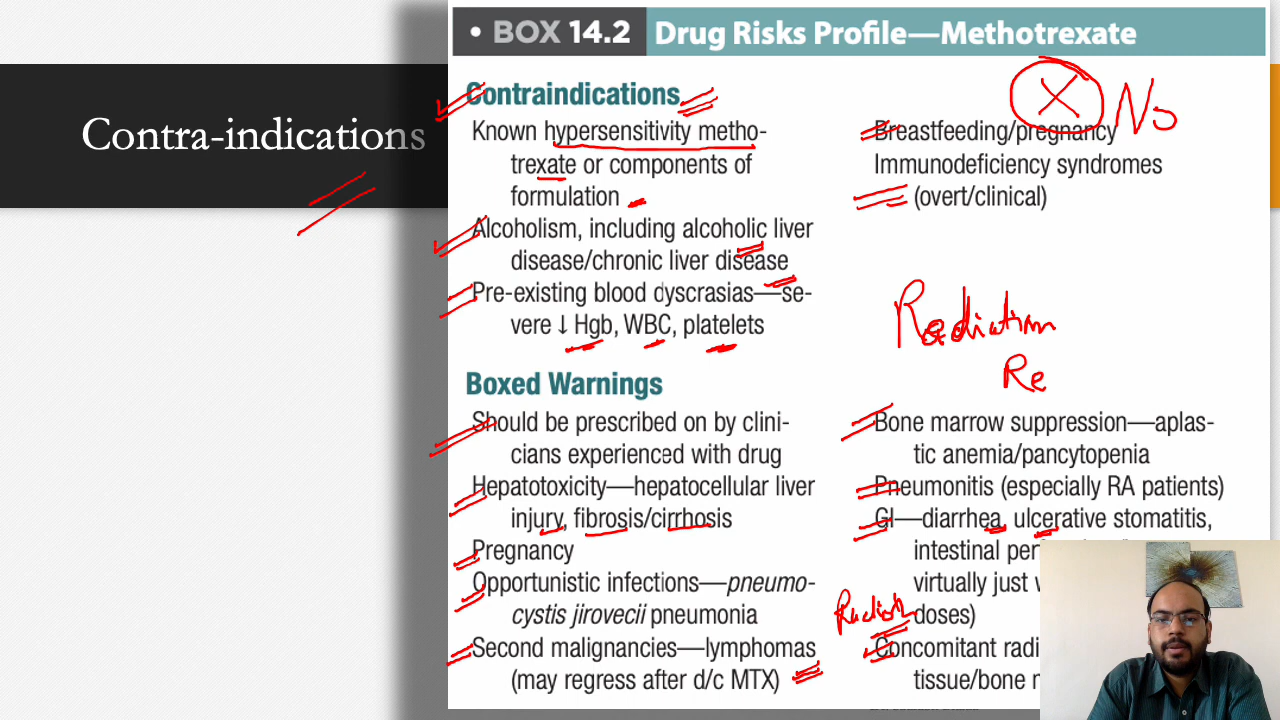 Contra-indications
• BOX 14.2 Drug Risks Profile—Methotrexate
Contraindications
Known hypersensitivity metho-
trexate or components of
formulation
Alcoholism, including alcoholic liver
disease/chronic liver disease
Pre-existing blood dyscrasias—se-
vere ↓ Hgb, WBC, platelets
Breastfeeding/pregnancy
Immunodeficiency syndromes
(overt/clinical)
X No
Radiation
Re
Boxed Warnings
Should be prescribed on by clini-
cians experienced with drug
Hepatotoxicity—hepatocellular liver
injury, fibrosis/cirrhosis
Pregnancy
Opportunistic infections—pneumo-
cystis jirovecii pneumonia
Second malignancies—lymphomas
(may regress after d/c MTX)
Bone marrow suppression—aplas-
tic anemia/pancytopenia
Pneumonitis (especially RA patients)
GI—diarrhea, ulcerative stomatitis,
intestinal
virtually just
doses)
Concomitant
tissue/bone